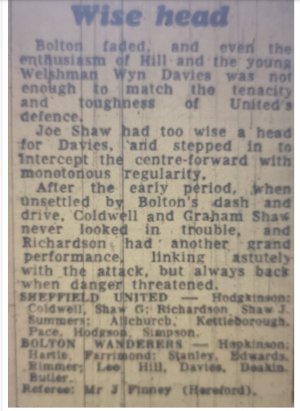 Wise head
Bolton faded, and even the
enthusiasm of Hill and the young
Welshman Wyn Davies was not
enough to match the tenacity
and toughness of United's
defence.
Joe Shaw had too wise a head
for Davies, and stepped in to
intercept the centre-forward with
monotonous regularity.
After the early period, when
unsettled by Bolton's dash and
drive, Coldwell and Graham Shaw
never looked in trouble, and
Richardson had another grand
performance, linking astutely
with the attack, but always back
when danger threatened.
SHEFFIELD UNITED — Hodgkinson;
Coldwell, Shaw G; Richardson, Shaw J,
Summers; Allchurch, Kettleborough,
Pace, Hodgson, Simpson.
BOLTON WANDERERS — Hopkinson;
Hartle, Farrimond; Stanley, Edwards,
Rimmer; Lee, Hill, Davies, Deakin,
Butler.
Referee: Mr J Finney (Hereford).